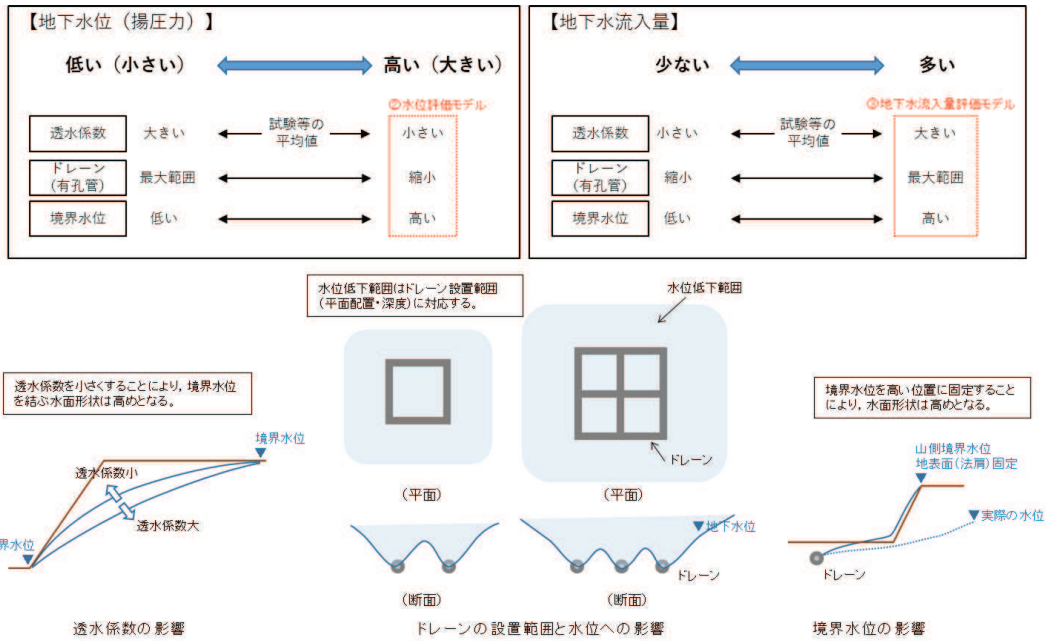 【地下水位（揚圧力）】
低い（小さい）
高い（大きい）
②水位評価モデル
透水係数
大きい
試験等の
平均値
小さい
ドレーン
(有孔管)
最大範囲
縮小
境界水位
低い
高い
【地下水流入量】
少ない
多い
③地下水流入量評価モデル
透水係数
小さい
試験等の
平均値
大きい
ドレーン
(有孔管)
縮小
最大範囲
境界水位
低い
高い
水位低下範囲はドレーン設置範囲
（平面配置・深度）に対応する。
水位低下範囲
透水係数を小さくすることにより，境界水位
を結ぶ水面形状は高めとなる。
境界水位を高い位置に固定すること
により，水面形状は高めとなる。
境界水位
透水係数小
透水係数大
界水位
（平面）
（断面）
ドレーン
（平面）
地下水位
ドレーン
（断面）
山側境界水位
地表面（法肩）固定
実際の水位
ドレーン
透水係数の影響
ドレーンの設置範囲と水位への影響
境界水位の影響